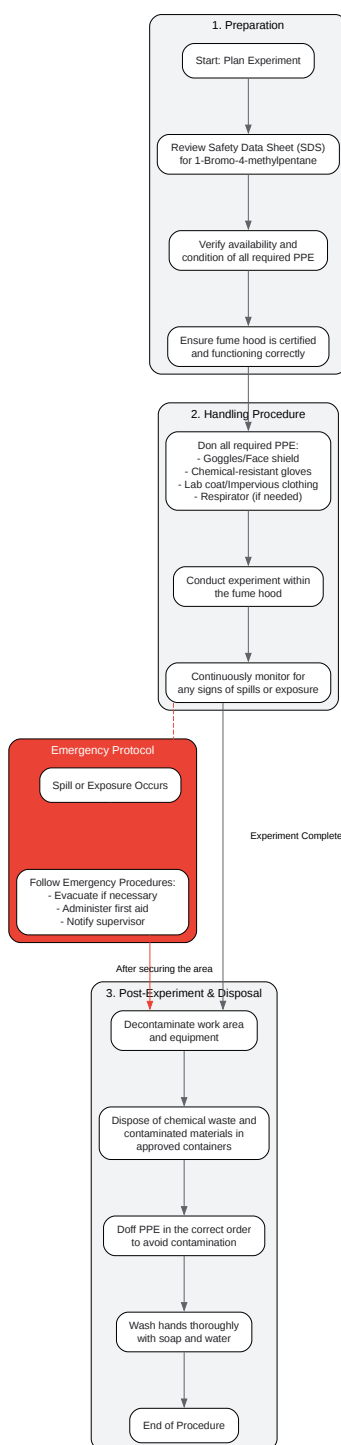 1. Preparation
Start: Plan Experiment
Review Safety Data Sheet (SDS)
for 1-Bromo-4-methylpentane
Verify availability and
condition of all required PPE
Ensure fume hood is certified
and functioning correctly
2. Handling Procedure
Don all required PPE:
- Goggles/Face shield
- Chemical-resistant gloves
- Lab coat/Impervious clothing
- Respirator (if needed)
Conduct experiment within
the fume hood
Continuously monitor for
any signs of spills or exposure
Emergency Protocol
Spill or Exposure Occurs
Experiment Complete
Follow Emergency Procedures:
- Evacuate if necessary
- Administer first aid
- Notify supervisor
After securing the area
3. Post-Experiment & Disposal
Decontaminate work area
and equipment
Dispose of chemical waste and
contaminated materials in
approved containers
Doff PPE in the correct order
to avoid contamination
Wash hands thoroughly
with soap and water
End of Procedure